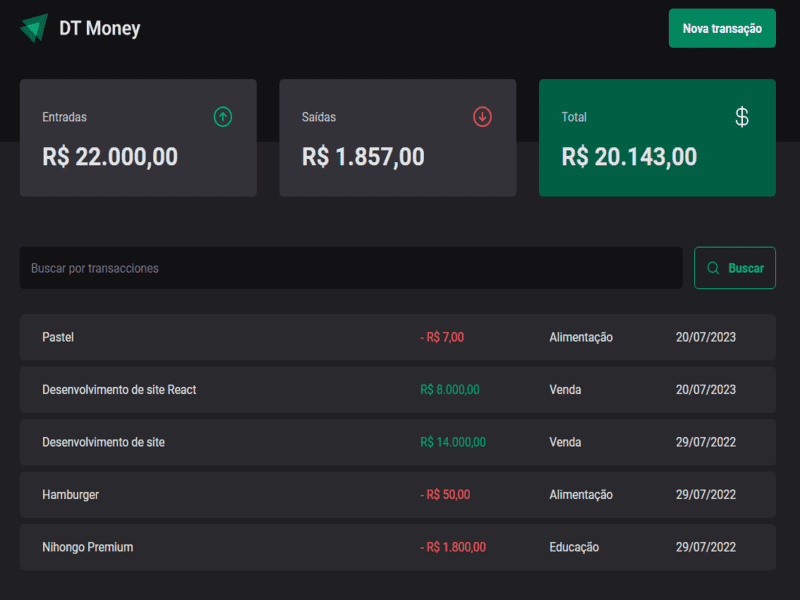 DT Money
Nova transação
Entradas
R$ 22.000,00
Saídas
R$ 1.857,00
Total
$
R$ 20.143,00
Buscar por transacciones
Buscar
Pastel - R$ 7,00 Alimentação 20/07/2023
Desenvolvimento de site React R$ 8.000,00 Venda 20/07/2023
Desenvolvimento de site R$ 14.000,00 Venda 29/07/2022
Hamburger - R$ 50,00 Alimentação 29/07/2022
Nihongo Premium - R$ 1.800,00 Educação 29/07/2022